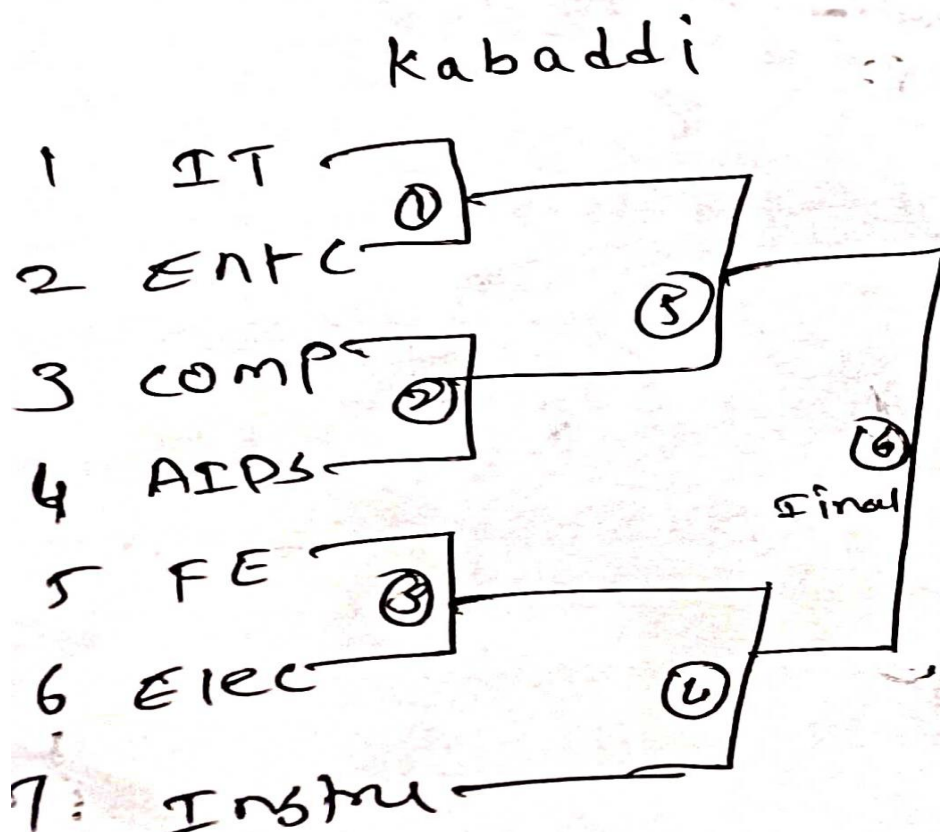 Kabaddi
1 IT
①
2 Entc
⑤
3 comp
②
4 AIDS
⑥
Final
5 FE
③
6 Elec
④
7. Instru